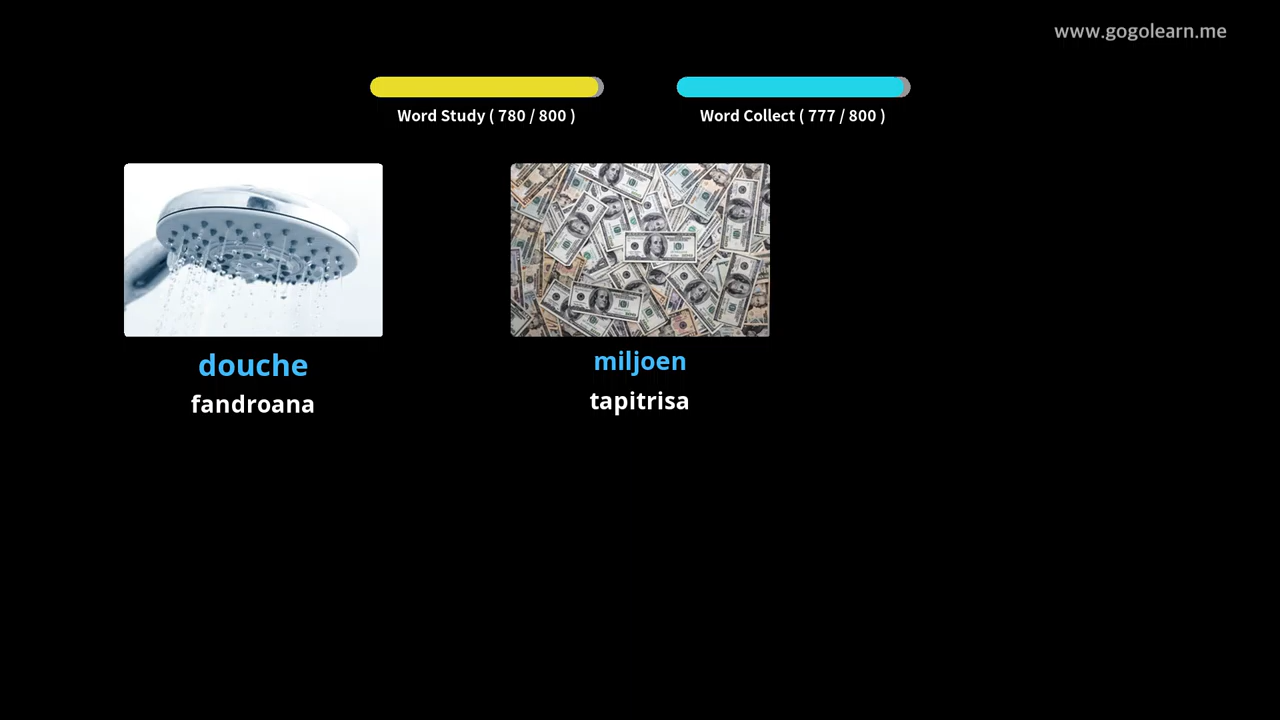 www.gogolearn.me
Word Study ( 780 / 800 )
Word Collect ( 777 / 800 )
douche
fandroana
miljoen
tapitrisa